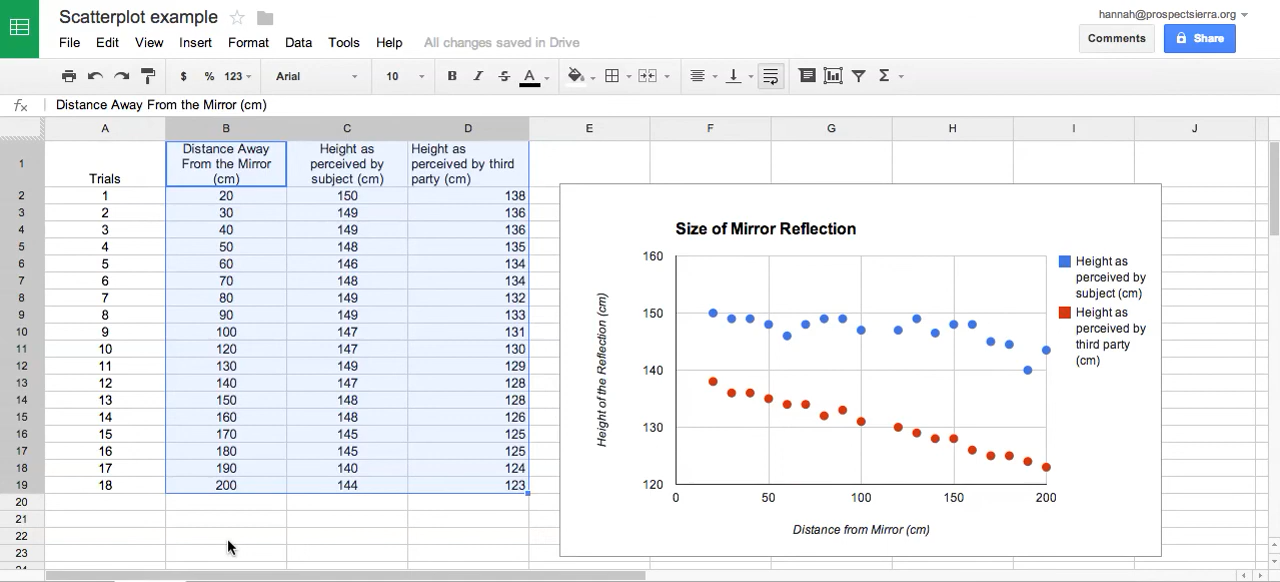 Scatterplot example
hannah@prospectsierra.org
File Edit View Insert Format Data Tools Help All changes saved in Drive
Comments Share
$ % 123 Arial 10 B I S A Σ
fx Distance Away From the Mirror (cm)
A B C D E F G H I J
1 Trials Distance Away From the Mirror (cm) Height as perceived by subject (cm) Height as perceived by third party (cm)
2 1 20 150 138
3 2 30 149 136
4 3 40 149 136
5 4 50 148 135
6 5 60 146 134
7 6 70 148 134
8 7 80 149 132
9 8 90 149 133
10 9 100 147 131
11 10 120 147 130
12 11 130 149 129
13 12 140 147 128
14 13 150 148 128
15 14 160 148 126
16 15 170 145 125
17 16 180 145 125
18 17 190 140 124
19 18 200 144 123
20
21
22
23
Size of Mirror Reflection
Height of the Reflection (cm)
160
150
140
130
120
0 50 100 150 200
Distance from Mirror (cm)
Height as
perceived by
subject (cm)
Height as
perceived by
third party
(cm)